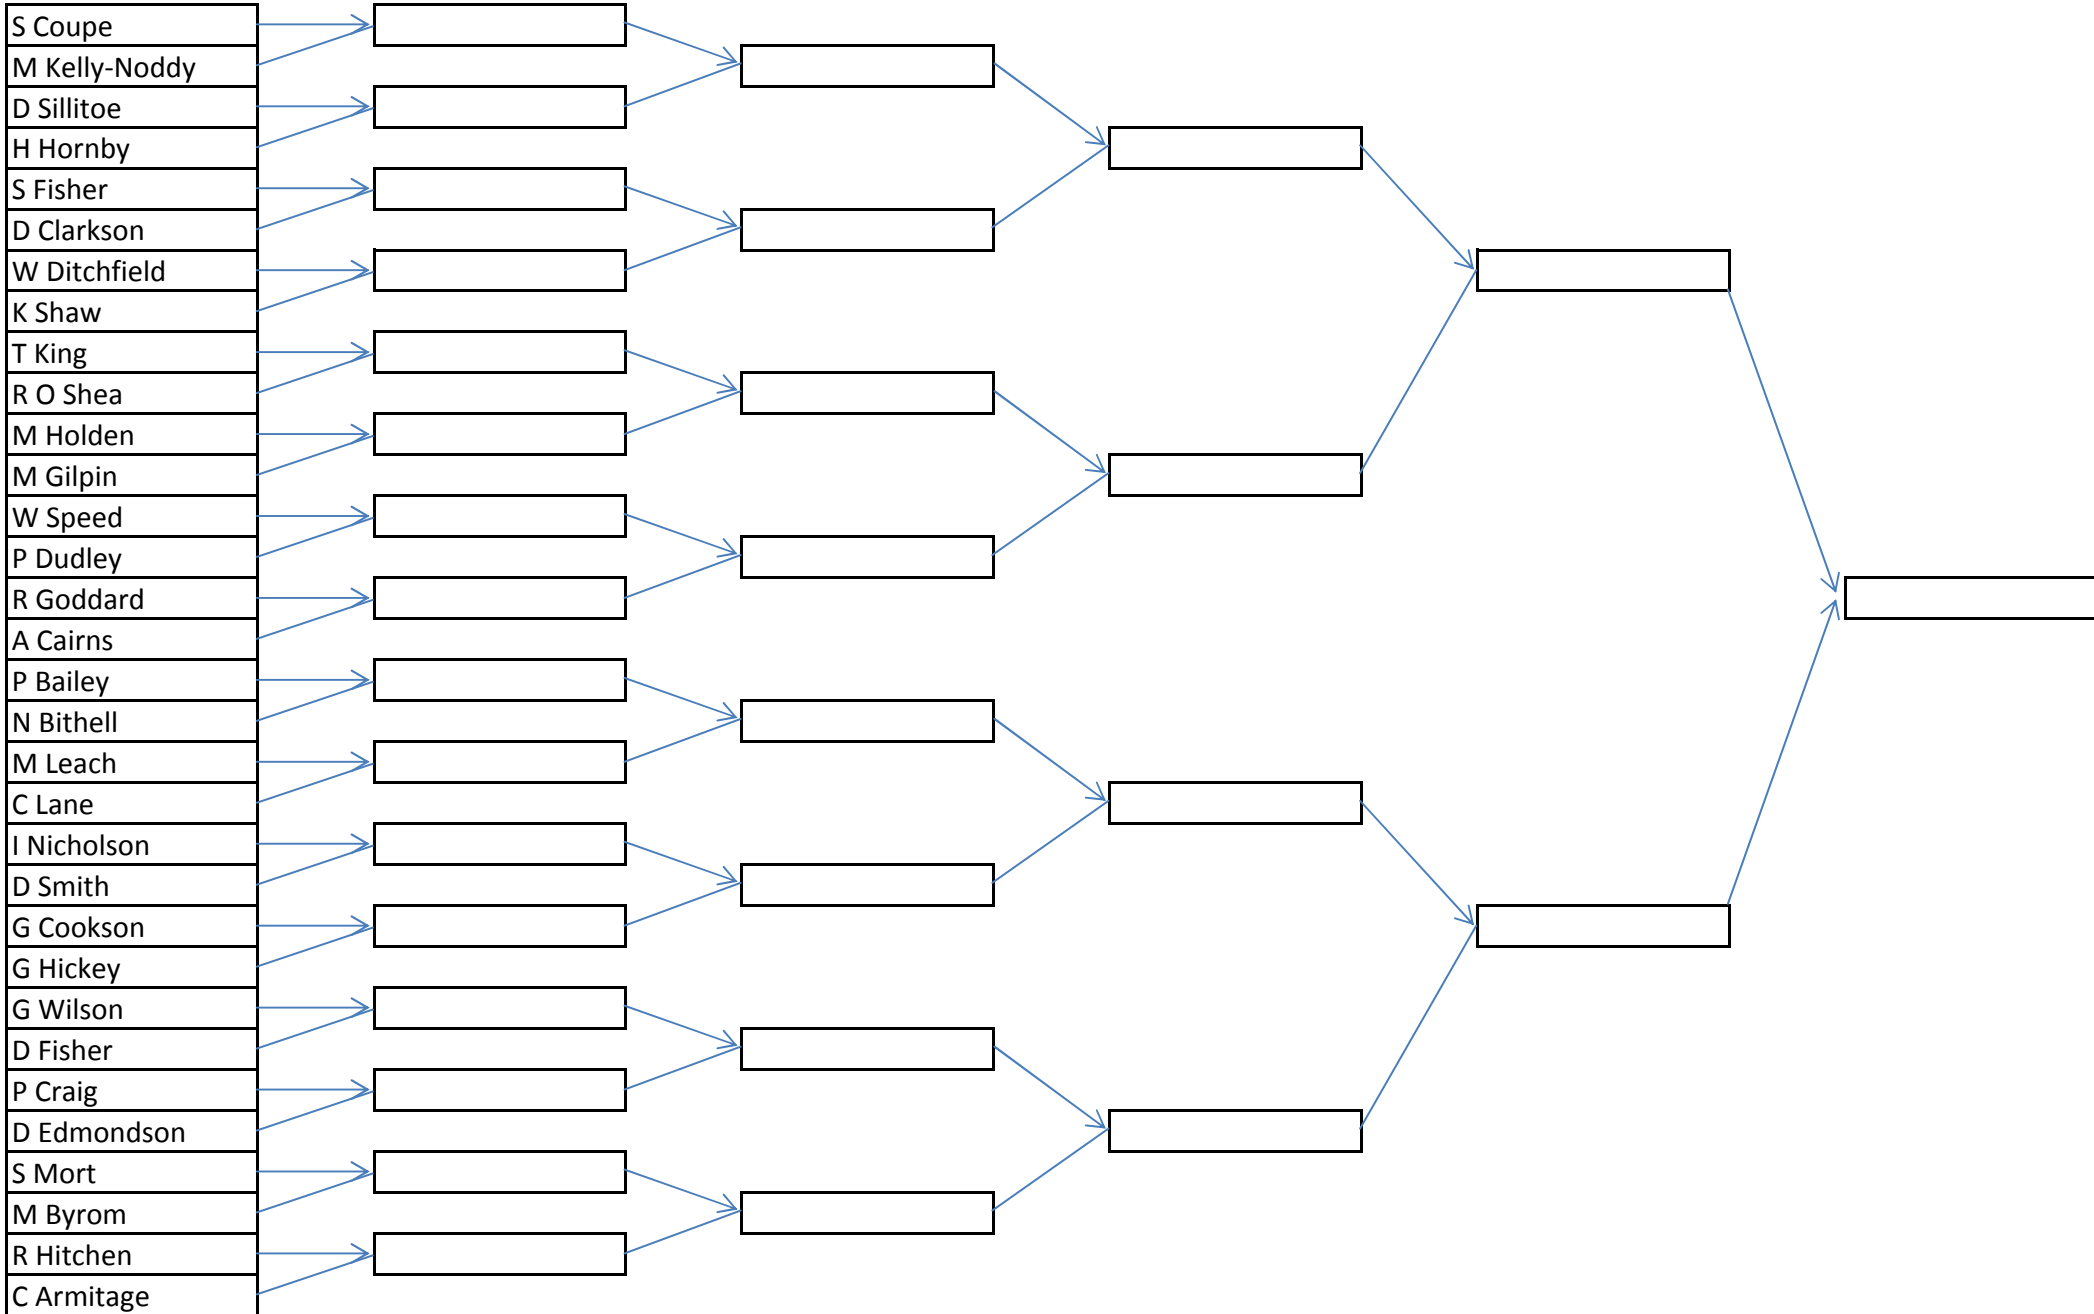 S Coupe
M Kelly-Noddy
D Sillitoe
H Hornby
S Fisher
D Clarkson
W Ditchfield
K Shaw
T King
R O Shea
M Holden
M Gilpin
W Speed
P Dudley
R Goddard
A Cairns
P Bailey
N Bithell
M Leach
C Lane
I Nicholson
D Smith
G Cookson
G Hickey
G Wilson
D Fisher
P Craig
D Edmondson
S Mort
M Byrom
R Hitchen
C Armitage